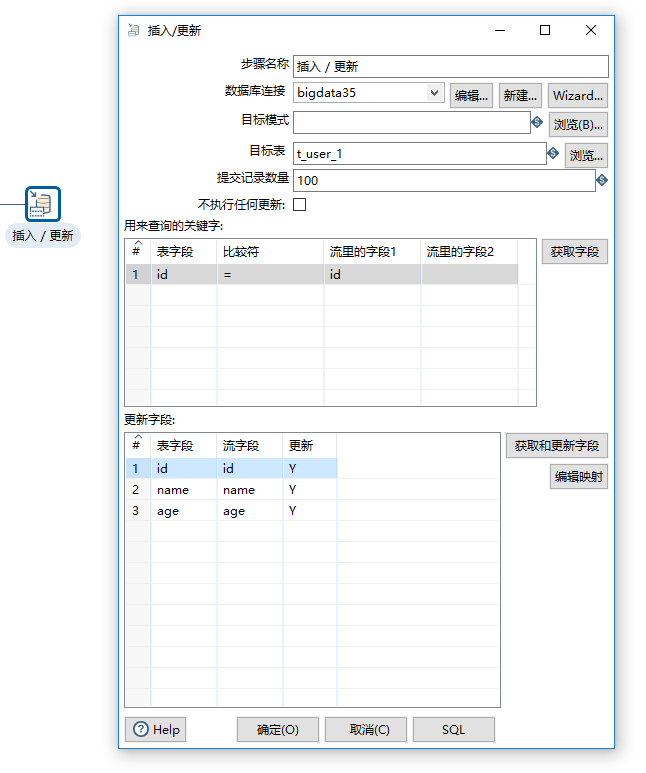 插入/更新
步骤名称 插入 / 更新
数据库连接 bigdata35 编辑... 新建... Wizard...
目标模式 浏览(B)...
目标表 t_user_1 浏览...
提交记录数量 100
不执行任何更新:
插入 / 更新
用来查询的关键字:
# 表字段 比较符 流里的字段1 流里的字段2 获取字段
1 id = id
更新字段:
# 表字段 流字段 更新 获取和更新字段
1 id id Y 编辑映射
2 name name Y
3 age age Y
Help 确定(O) 取消(C) SQL